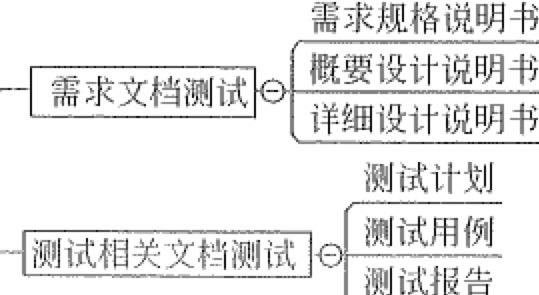 需求规格说明书
需求文档测试
概要设计说明书
详细设计说明书
测试计划
测试相关文档测试
测试用例
测试报告